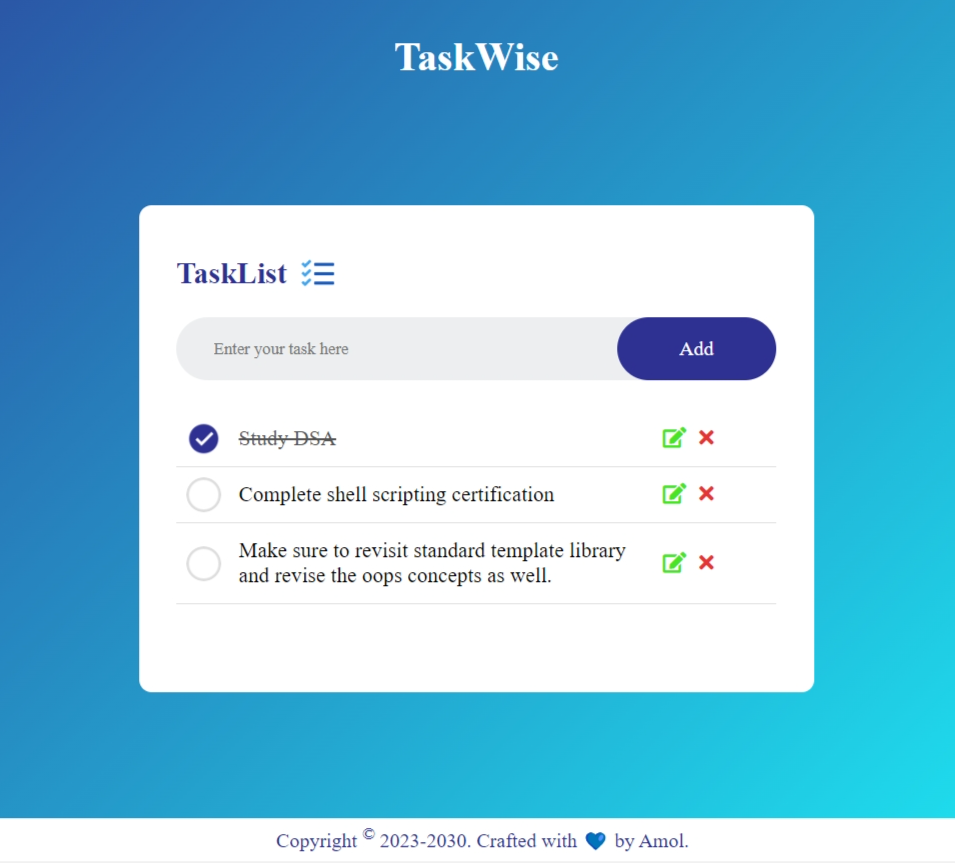 TaskWise
TaskList
Enter your task here
Add
Study DSA
Complete shell scripting certification
Make sure to revisit standard template library
and revise the oops concepts as well.
Copyright © 2023-2030. Crafted with 💙 by Amol.